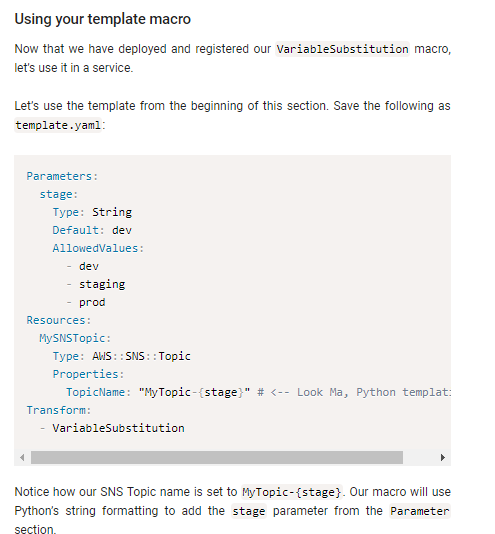 Using your template macro
Now that we have deployed and registered our VariableSubstitution macro,
let's use it in a service.
Let's use the template from the beginning of this section. Save the following as
template.yaml:
Parameters:
  stage:
    Type: String
    Default: dev
    AllowedValues:
      - dev
      - staging
      - prod
Resources:
  MySNSTopic:
    Type: AWS::SNS::Topic
    Properties:
      TopicName: "MyTopic-{stage}" # <-- Look Ma, Python templat
Transform:
  - VariableSubstitution
Notice how our SNS Topic name is set to MyTopic-{stage}. Our macro will use
Python's string formatting to add the stage parameter from the Parameter
section.